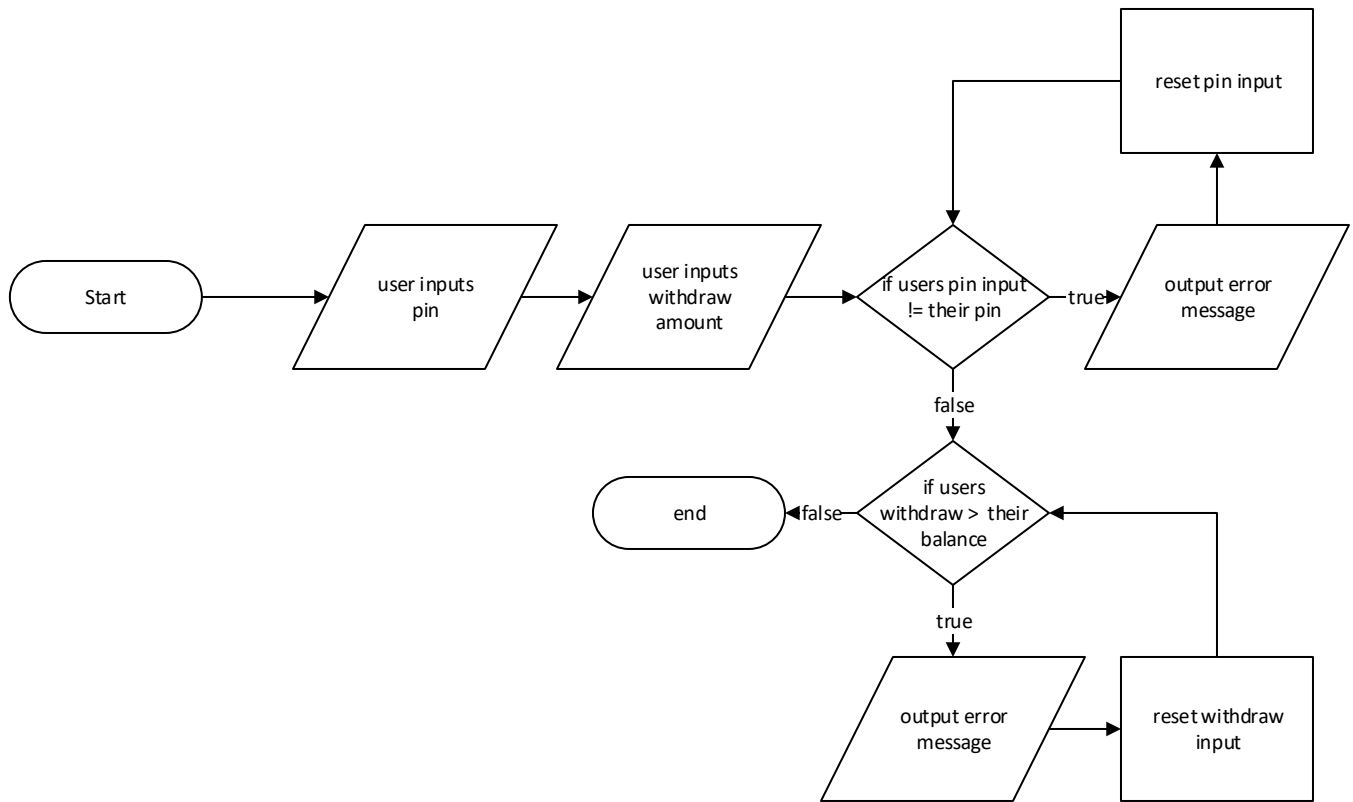 reset pin input
Start
user inputs
pin
user inputs
withdraw
amount
if users pin input
!= their pin
true
output error
message
false
end
false
if users
withdraw > their
balance
true
output error
message
reset withdraw
input